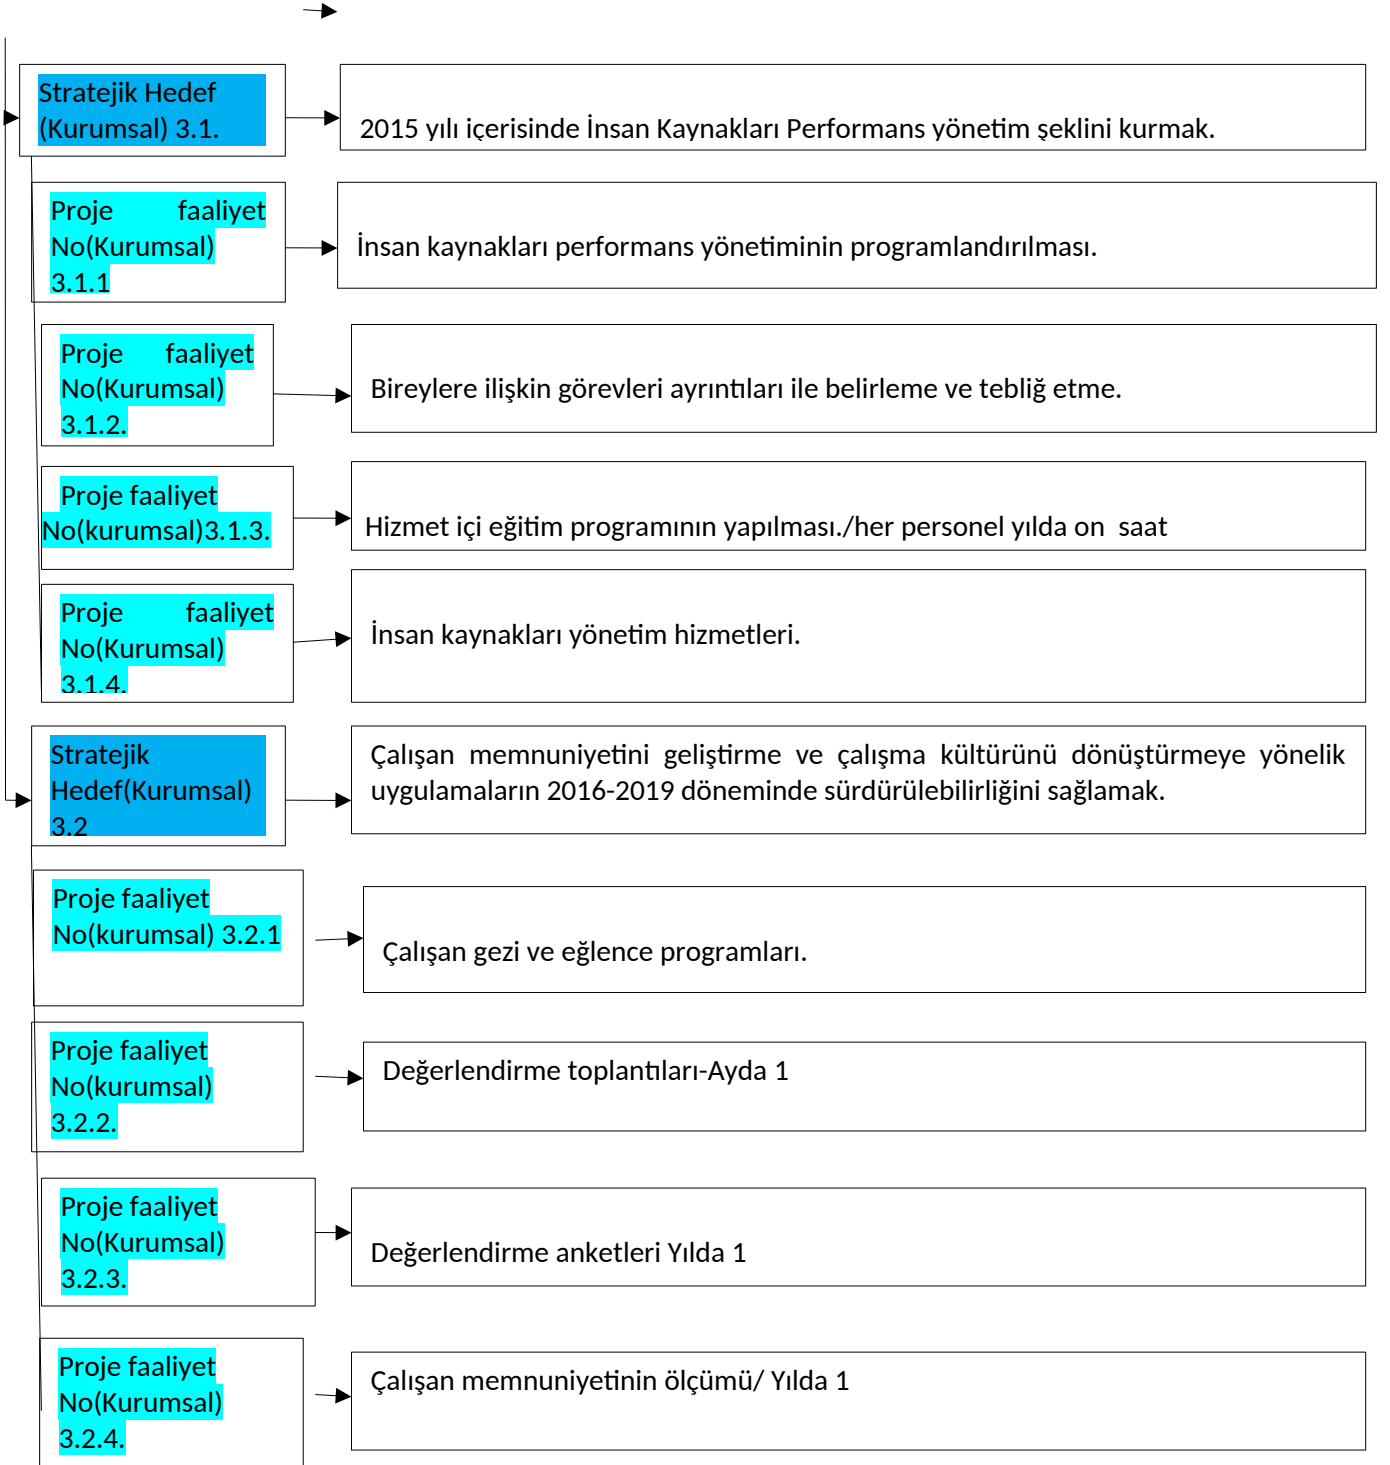 Stratejik Hedef
(Kurumsal) 3.1.
2015 yılı içerisinde İnsan Kaynakları Performans yönetim şeklini kurmak.
Proje faaliyet
No(Kurumsal)
3.1.1
İnsan kaynakları performans yönetiminin programlandırılması.
Proje faaliyet
No(Kurumsal)
3.1.2.
Bireylere ilişkin görevleri ayrıntıları ile belirleme ve tebliğ etme.
Proje faaliyet
No(kurumsal)3.1.3.
Hizmet içi eğitim programının yapılması./her personel yılda on  saat
Proje faaliyet
No(Kurumsal)
3.1.4.
İnsan kaynakları yönetim hizmetleri.
Stratejik
Hedef(Kurumsal)
3.2
Çalışan memnuniyetini geliştirme ve çalışma kültürünü dönüştürmeye yönelik
uygulamaların 2016-2019 döneminde sürdürülebilirliğini sağlamak.
Proje faaliyet
No(kurumsal) 3.2.1
Çalışan gezi ve eğlence programları.
Proje faaliyet
No(kurumsal)
3.2.2.
Değerlendirme toplantıları-Ayda 1
Proje faaliyet
No(Kurumsal)
3.2.3.
Değerlendirme anketleri Yılda 1
Proje faaliyet
No(Kurumsal)
3.2.4.
Çalışan memnuniyetinin ölçümü/ Yılda 1